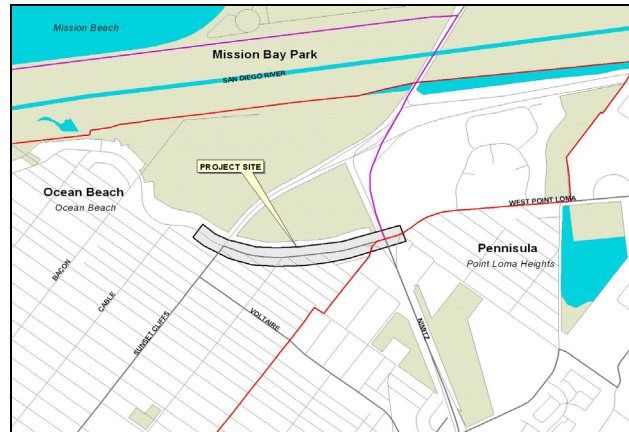 Mission Beach
Mission Bay Park
SAN DIEGO RIVER
PROJECT SITE
Ocean Beach
Ocean Beach
WEST POINT LOMA
Pennisula
Point Loma Heights
BACON
CABLE
SUNSET CLIFFS
VOLTAIRE
NIMITZ